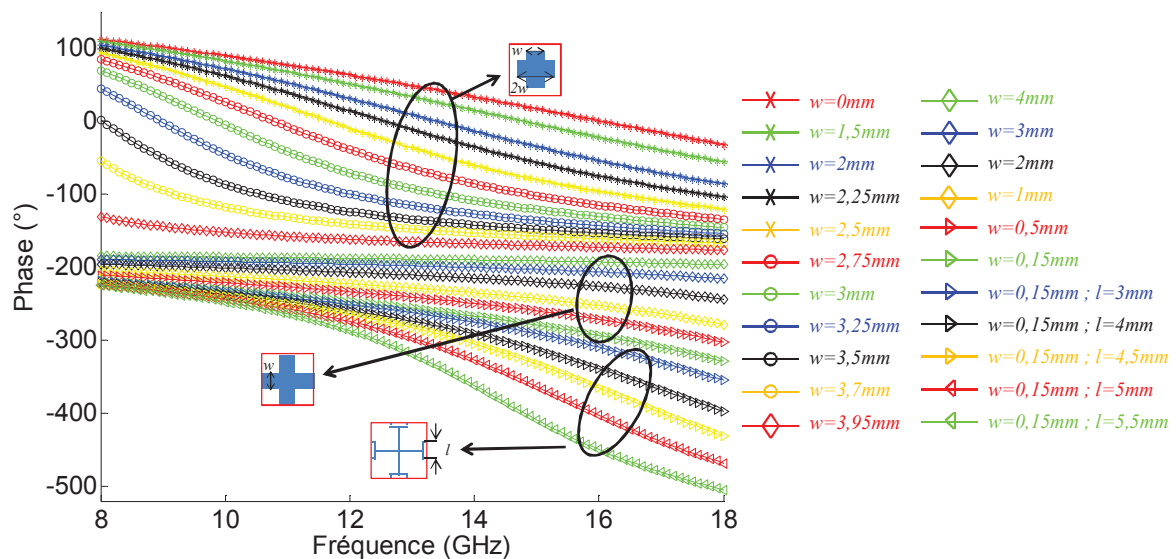 100
0
-100
-200
-300
-400
-500
Phase (°)
8
10
12
14
16
18
Fréquence (GHz)
w
2w
w
l
w=0mm
w=1,5mm
w=2mm
w=2,25mm
w=2,5mm
w=2,75mm
w=3mm
w=3,25mm
w=3,5mm
w=3,7mm
w=3,95mm
w=4mm
w=3mm
w=2mm
w=1mm
w=0,5mm
w=0,15mm
w=0,15mm ; l=3mm
w=0,15mm ; l=4mm
w=0,15mm ; l=4,5mm
w=0,15mm ; l=5mm
w=0,15mm ; l=5,5mm